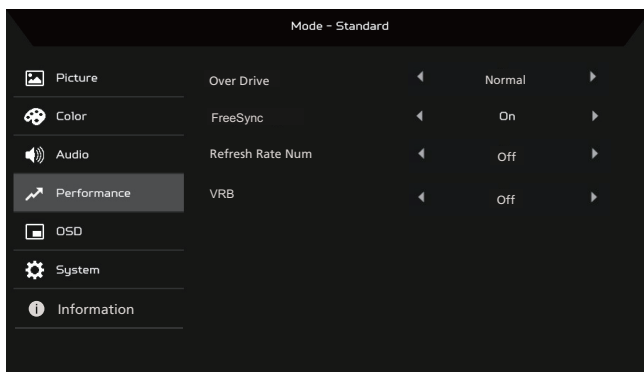 Mode - Standard
Picture
Over Drive Normal
Color
FreeSync On
Audio
Refresh Rate Num Off
Performance
VRB Off
OSD
System
Information